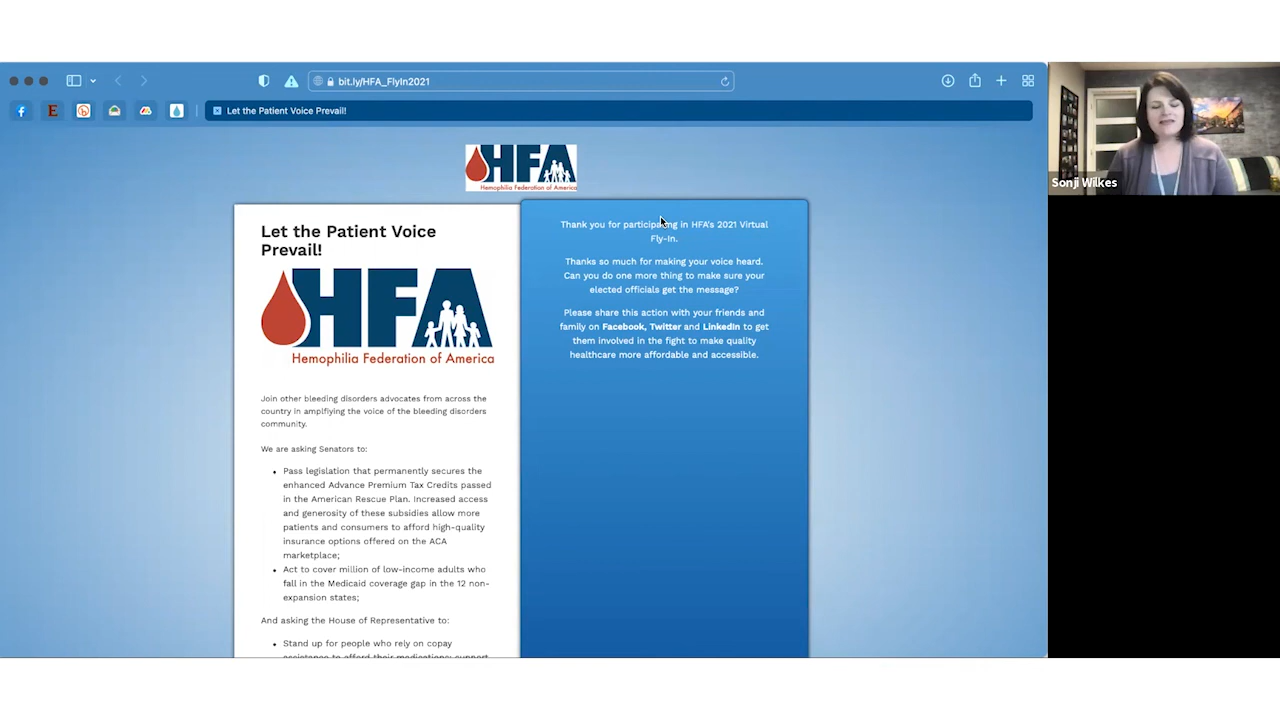 bit.ly/HFA_FlyIn2021
Let the Patient Voice Prevail!
HFA
Hemophilia Federation of America
Sonji Wilkes
Let the Patient Voice
Prevail!
HFA
Hemophilia Federation of America
Join other bleeding disorders advocates from across the
country in amplfiying the voice of the bleeding disorders
community.
We are asking Senators to:
• Pass legislation that permanently secures the
enhanced Advance Premium Tax Credits passed
in the American Rescue Plan. Increased access
and generosity of these subsidies allow more
patients and consumers to afford high-quality
insurance options offered on the ACA
marketplace;
• Act to cover million of low-income adults who
fall in the Medicaid coverage gap in the 12 non-
expansion states;
And asking the House of Representative to:
• Stand up for people who rely on copay
assistance to afford their medications; support
Thank you for participating in HFA's 2021 Virtual
Fly-In.
Thanks so much for making your voice heard.
Can you do one more thing to make sure your
elected officials get the message?
Please share this action with your friends and
family on Facebook, Twitter and LinkedIn to get
them involved in the fight to make quality
healthcare more affordable and accessible.